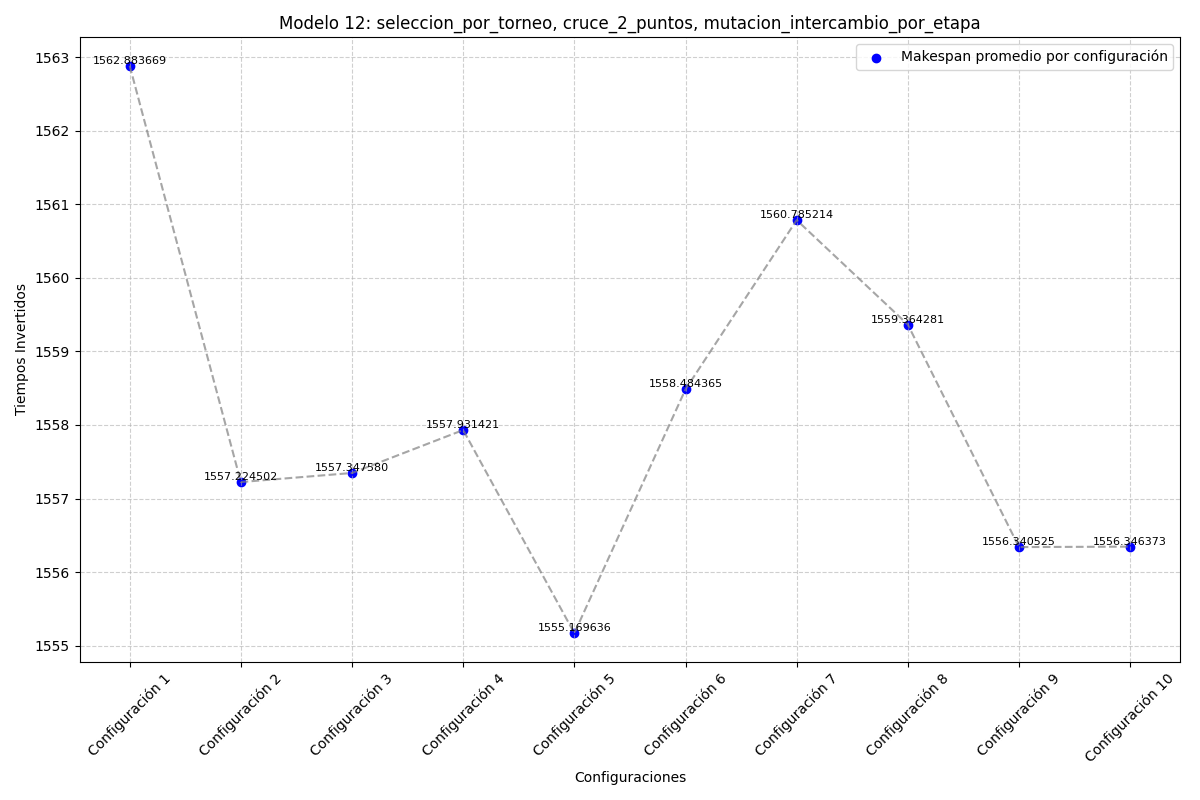 Modelo 12: seleccion_por_torneo, cruce_2_puntos, mutacion_intercambio_por_etapa
Makespan promedio por configuración
Tiempos Invertidos
1563
1562
1561
1560
1559
1558
1557
1556
1555
1562.883669
1557.224502
1557.347580
1557.931421
1555.169636
1558.484365
1560.785214
1559.364281
1556.340525
1556.346373
Configuración 1
Configuración 2
Configuración 3
Configuración 4
Configuración 5
Configuración 6
Configuración 7
Configuración 8
Configuración 9
Configuración 10
Configuraciones